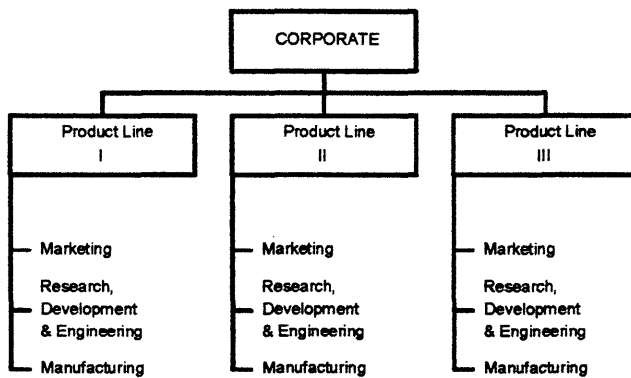 CORPORATE
Product Line
I
Product Line
II
Product Line
III
Marketing
Research,
Development
& Engineering
Manufacturing
Marketing
Research,
Development
& Engineering
Manufacturing
Marketing
Research,
Development
& Engineering
Manufacturing